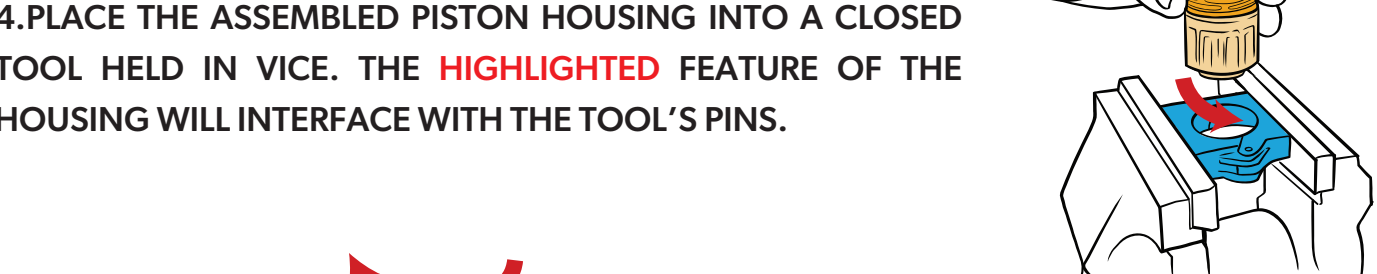 4.PLACE THE ASSEMBLED PISTON HOUSING INTO A CLOSED
TOOL HELD IN VICE. THE HIGHLIGHTED FEATURE OF THE
HOUSING WILL INTERFACE WITH THE TOOL’S PINS.